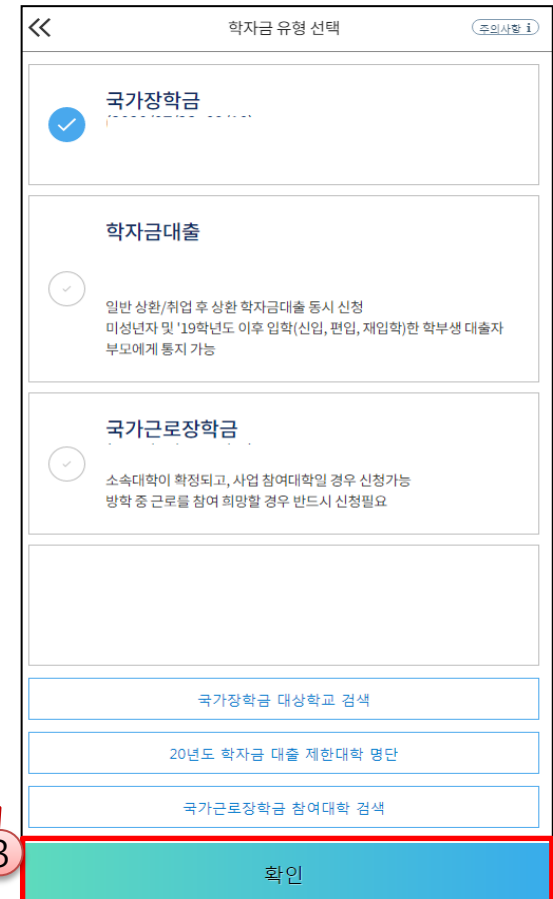 학자금 유형 선택
주의사항 i
국가장학금
학자금대출
일반 상환/취업 후 상환 학자금대출 동시 신청
미성년자 및 '19학년도 이후 입학(신입, 편입, 재입학)한 학부생 대출자
부모에게 통지 가능
국가근로장학금
소속대학이 확정되고, 사업 참여대학일 경우 신청가능
방학 중 근로를 참여 희망할 경우 반드시 신청필요
국가장학금 대상학교 검색
20년도 학자금 대출 제한대학 명단
국가근로장학금 참여대학 검색
확인